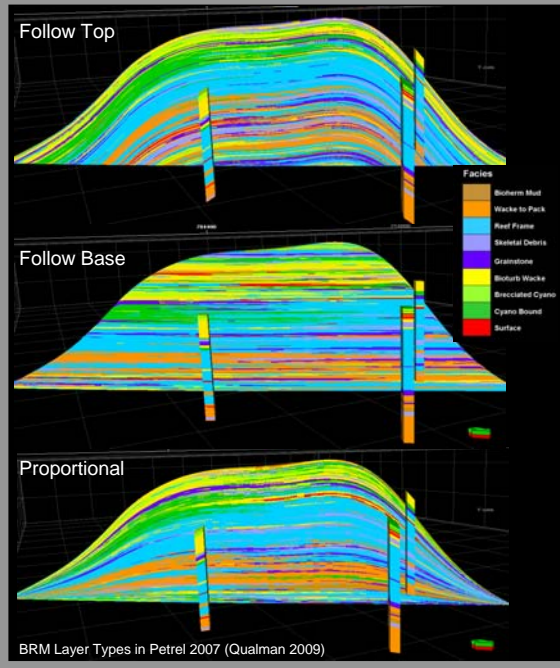 Follow Top
Facies
Bioherm Mud
Wacke to Pack
Reef Frame
Skeletal Debris
Grainstone
Bioturb Wacke
Brecciated Cyano
Cyano Bound
Surface
Follow Base
Proportional
BRM Layer Types in Petrel 2007 (Qualman 2009)